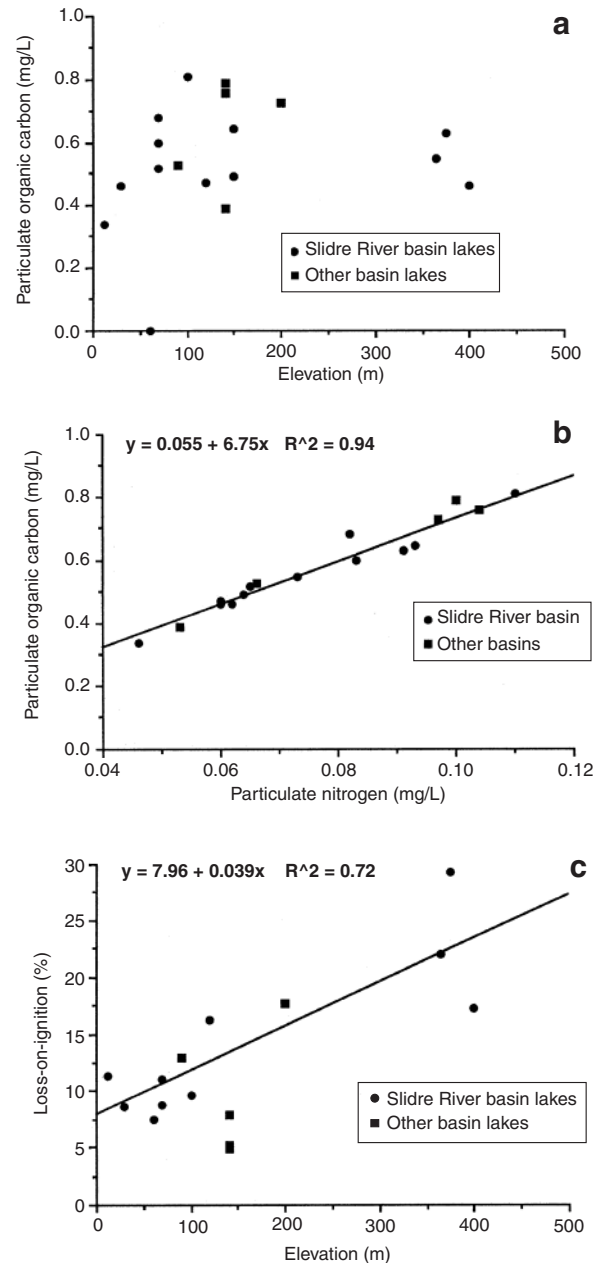 a
1.0
0.8
0.6
0.4
0.2
0.0
Particulate organic carbon (mg/L)
Slidre River basin lakes
Other basin lakes
0 100 200 300 400 500
Elevation (m)
b
y = 0.055 + 6.75x R^2 = 0.94
1.0
0.8
0.6
0.4
0.2
0.0
Particulate organic carbon (mg/L)
Slidre River basin
Other basins
0.04 0.06 0.08 0.10 0.12
Particulate nitrogen (mg/L)
c
y = 7.96 + 0.039x R^2 = 0.72
30
25
20
15
10
5
0
Loss-on-ignition (%)
Slidre River basin lakes
Other basin lakes
0 100 200 300 400 500
Elevation (m)